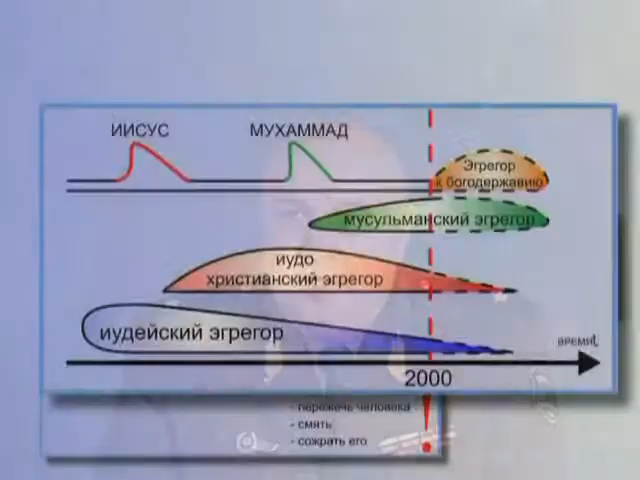 ИИСУС
МУХАММАД
Эгрегор
к богодержавию
мусульманский эгрегор
иудо
христианский эгрегор
иудейский эгрегор
время,
2000
- пережечь человека
- смять
- сожрать его